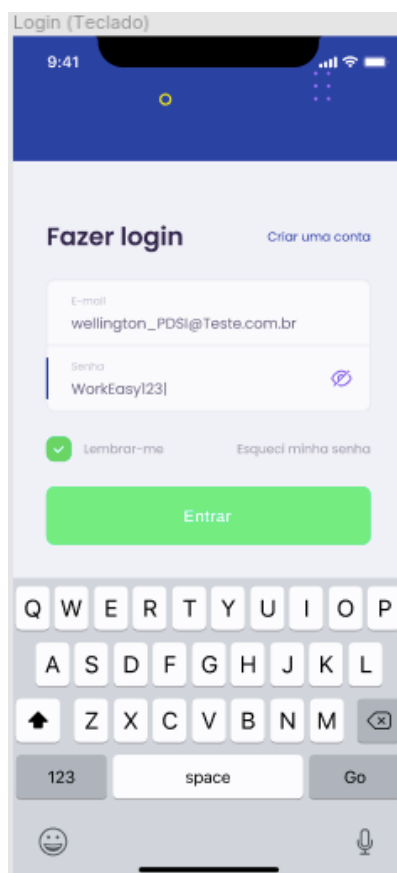 Login (Teclado)
9:41
Fazer login
Criar uma conta
E-mail
wellington_PDSI@Teste.com.br
Senha
WorkEasy123|
Lembrar-me
Esqueci minha senha
Entrar
Q W E R T Y U I O P
A S D F G H J K L
Z X C V B N M
123 space Go